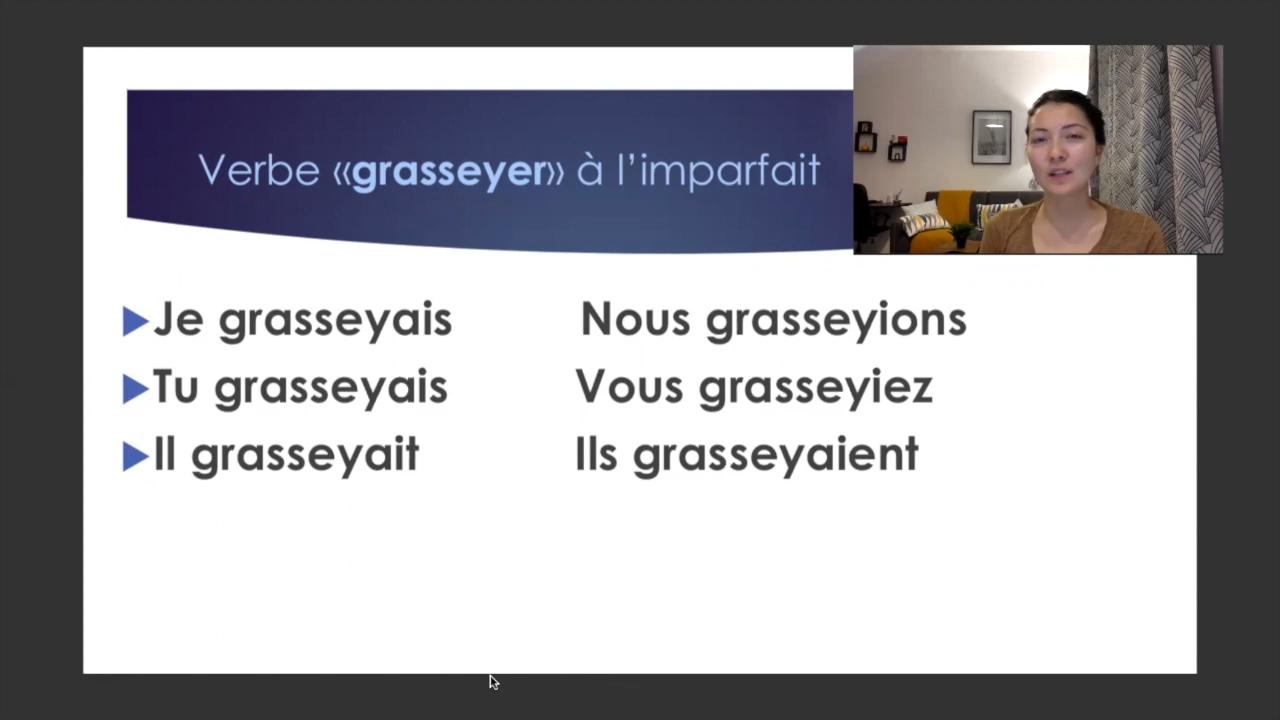 Verbe «grasseyer» à l’imparfait
Je grasseyais Nous grasseyions
Tu grasseyais Vous grasseyiez
Il grasseyait Ils grasseyaient